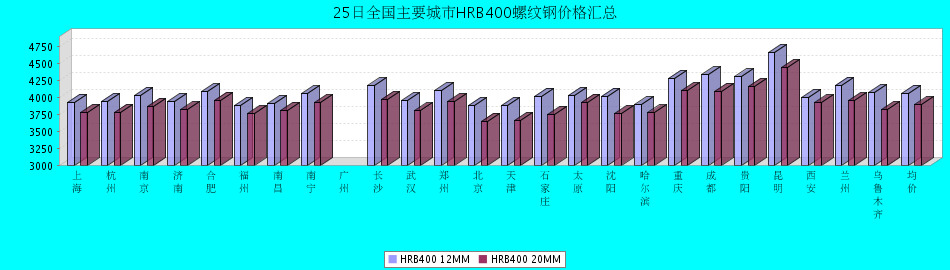 25日全国主要城市HRB400螺纹钢价格汇总
4750
4500
4250
4000
3750
3500
3250
3000
上海
杭州
南京
济南
合肥
福州
南昌
南宁
广州
长沙
武汉
郑州
北京
天津
石家庄
太原
沈阳
哈尔滨
重庆
成都
贵阳
昆明
西安
兰州
乌鲁木齐
均价
HRB400 12MM
HRB400 20MM